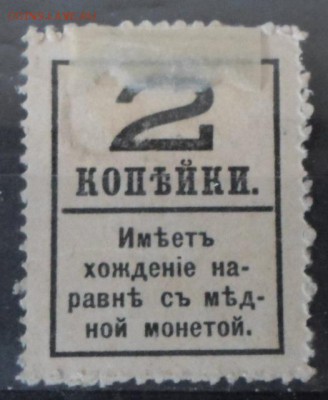 2
КОПѢЙКИ.
Имѣетъ
хожденіе на-
равнѣ съ мѣд-
ной монетой.